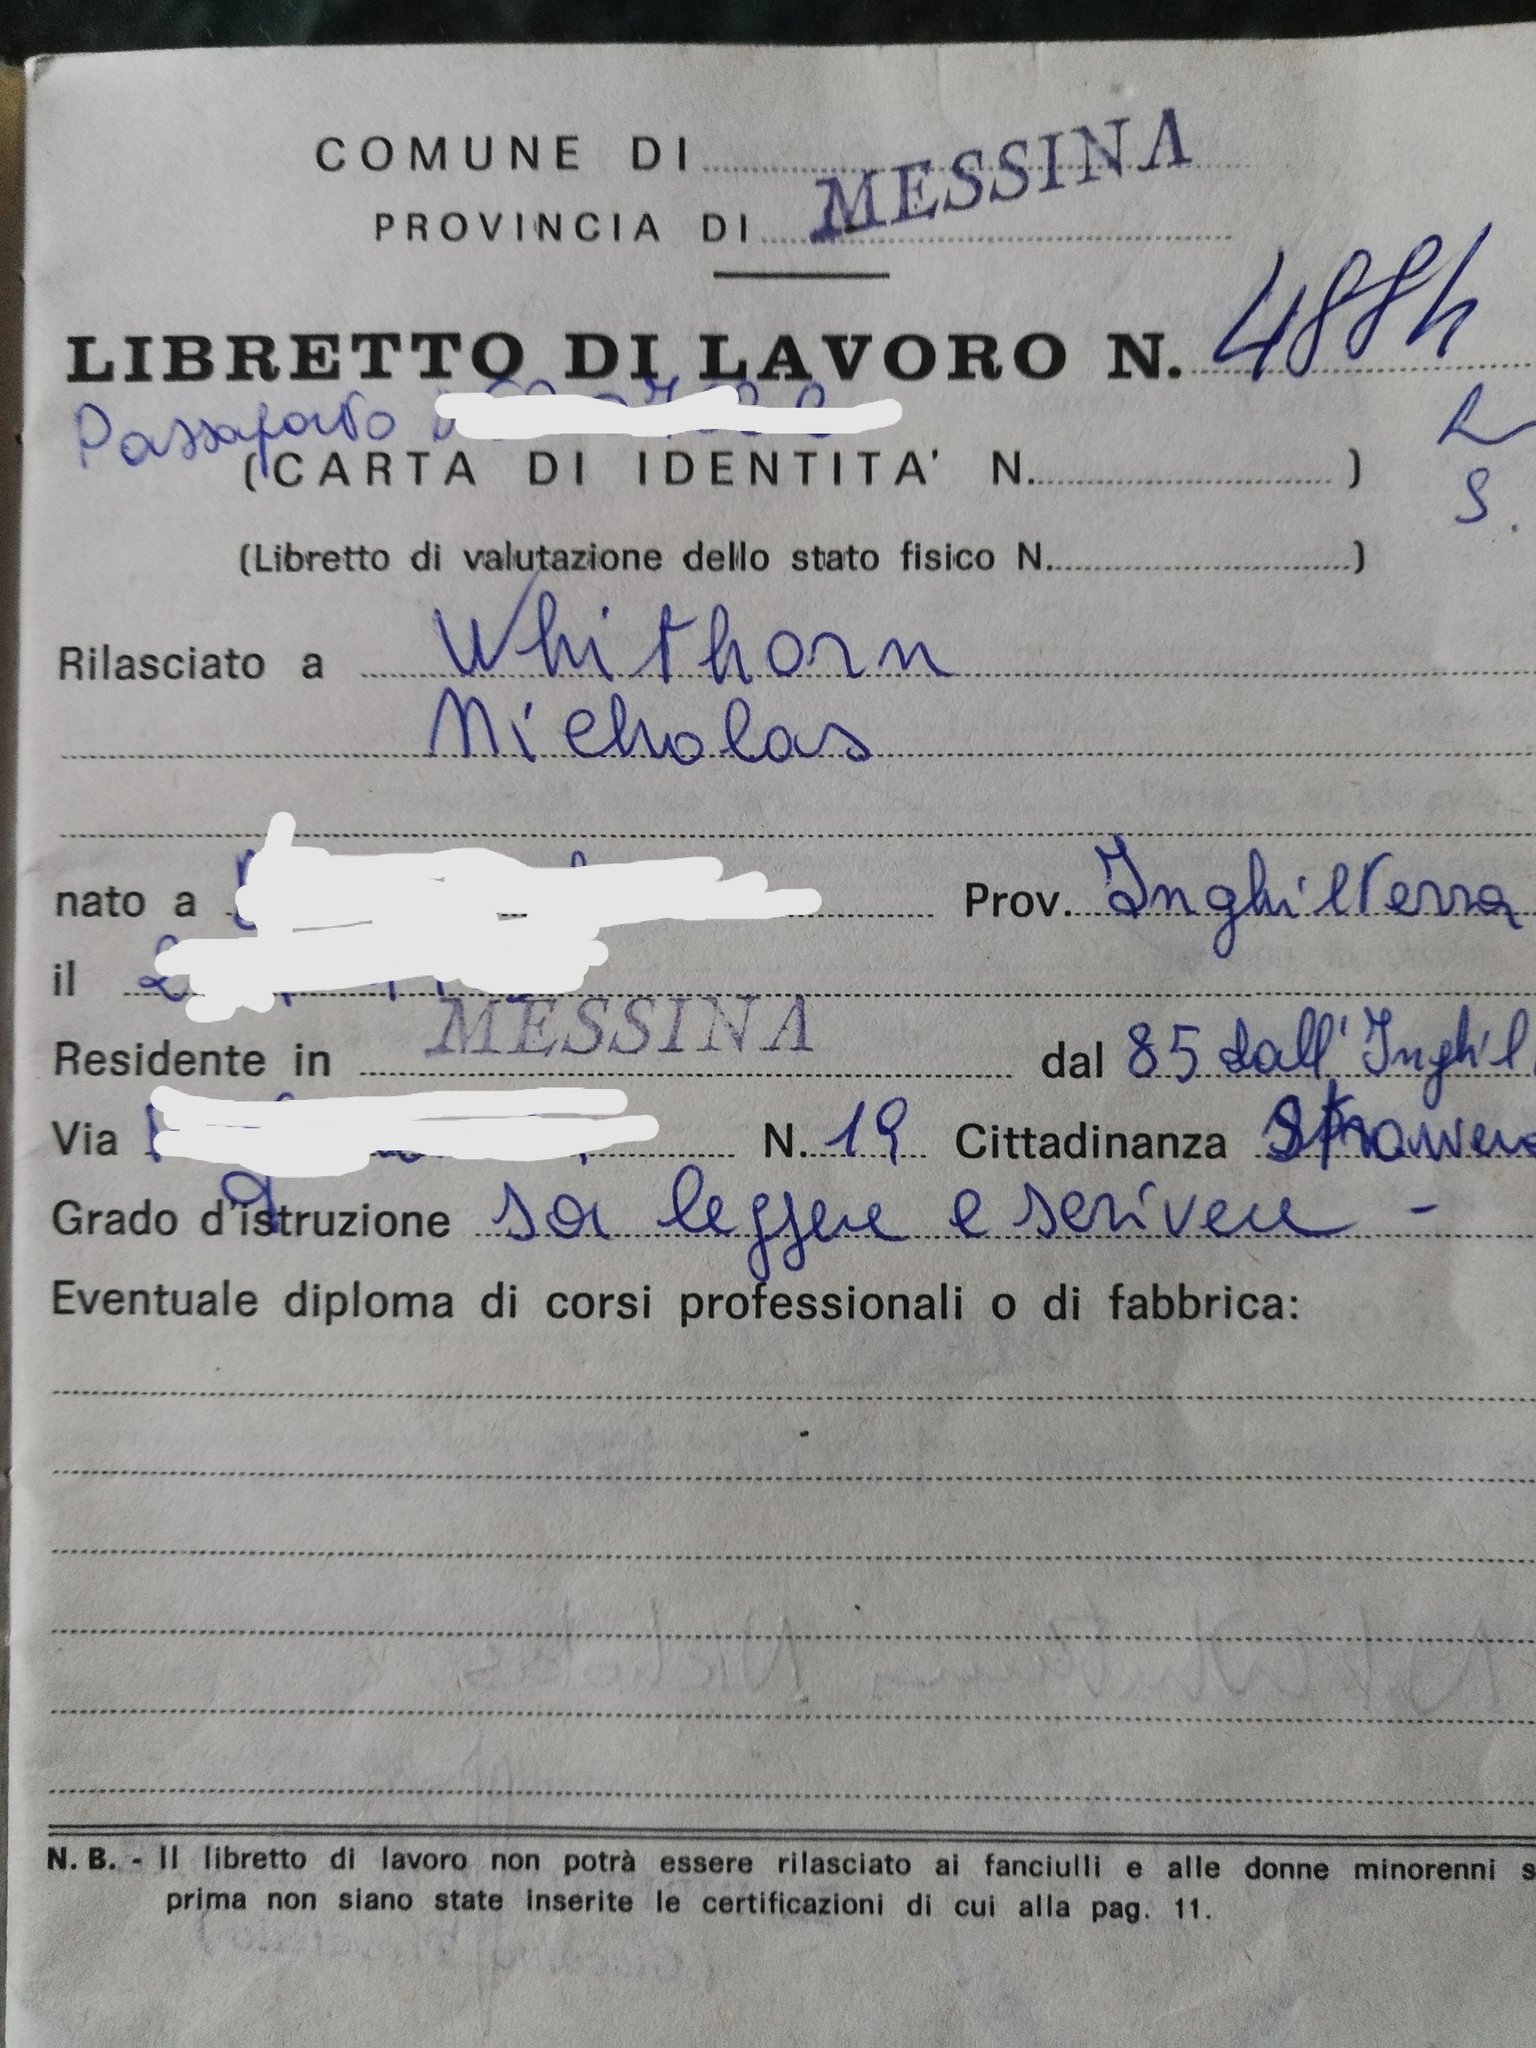 COMUNE DI MESSINA
PROVINCIA DI
LIBRETTO DI LAVORO N. 4884
Passaporto
(CARTA DI IDENTITA' N. )
S.
(Libretto di valutazione dello stato fisico N. )
Rilasciato a Whithorn
Nicholas
nato a Prov. Inghilterra
il
Residente in MESSINA dal 85 dall'Inghil.
Via N. 19 Cittadinanza
Grado d'istruzione sa leggere e scrivere -
Eventuale diploma di corsi professionali o di fabbrica:
N. B. - Il libretto di lavoro non potrà essere rilasciato ai fanciulli e alle donne minorenni s
prima non siano state inserite le certificazioni di cui alla pag. 11.